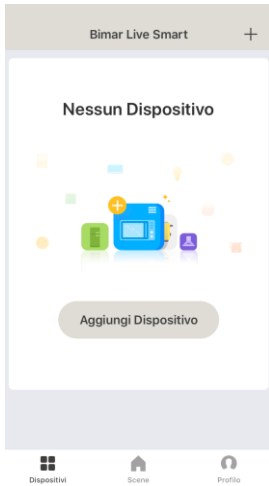 Bimar Live Smart
Nessun Dispositivo
Aggiungi Dispositivo
Dispositivi
Scene
Profilo